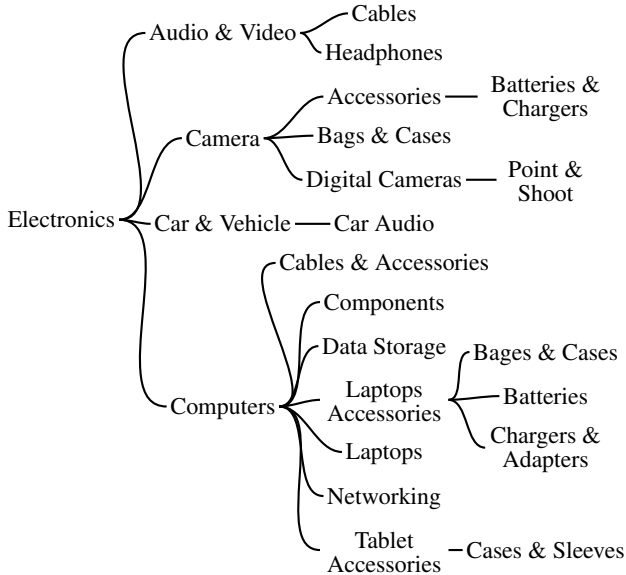 Electronics
Audio & Video
Cables
Headphones
Camera
Accessories
Batteries &
Chargers
Bags & Cases
Digital Cameras
Point &
Shoot
Car & Vehicle
Car Audio
Computers
Cables & Accessories
Components
Data Storage
Laptops
Accessories
Bages & Cases
Batteries
Chargers &
Adapters
Laptops
Networking
Tablet
Accessories
Cases & Sleeves